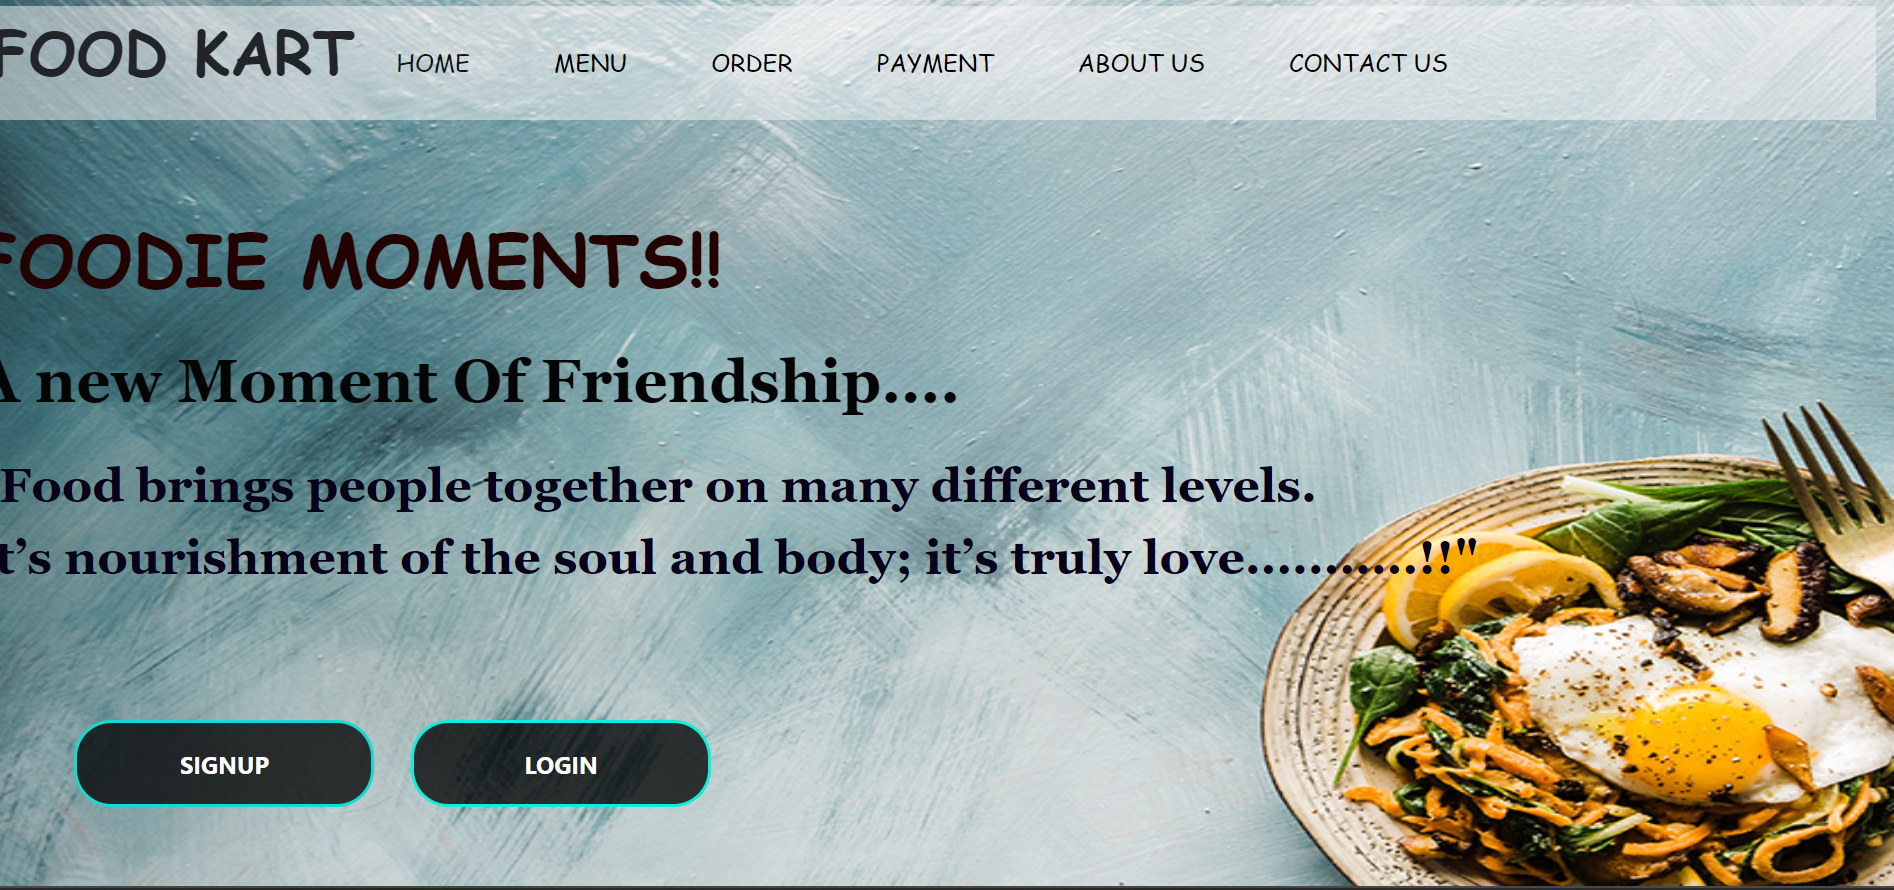 FOOD KART
HOME MENU ORDER PAYMENT ABOUT US CONTACT US
FOODIE MOMENTS!!
A new Moment Of Friendship....
Food brings people together on many different levels.
t’s nourishment of the soul and body; it’s truly love...........!!"
SIGNUP LOGIN